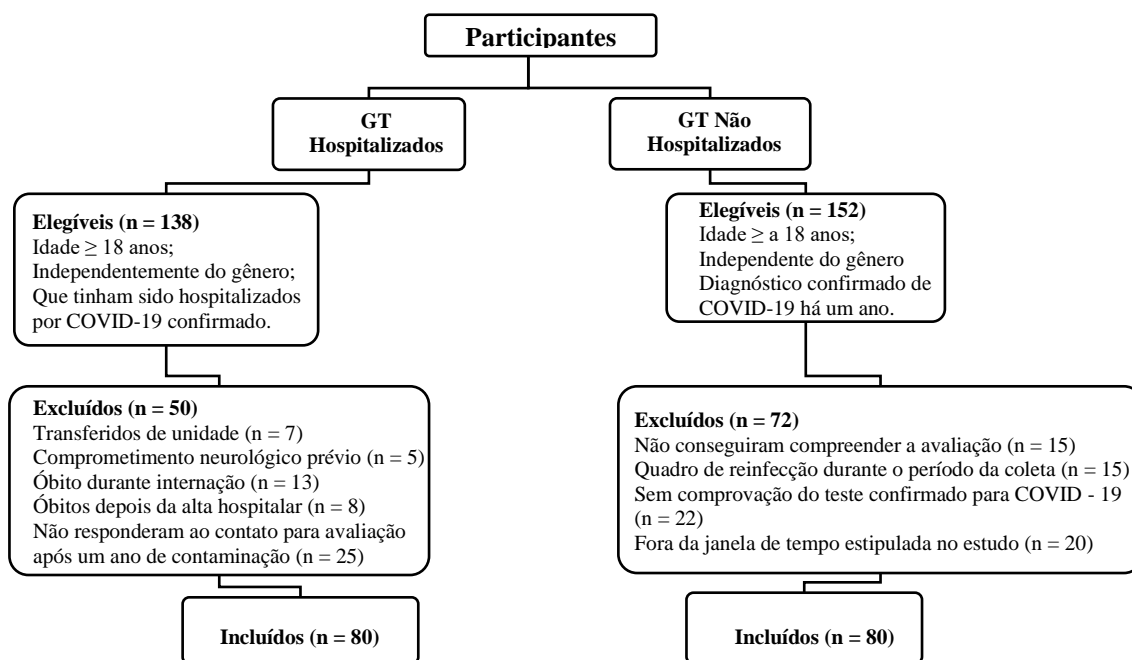 Participantes
GT
Hospitalizados
GT Não
Hospitalizados
Elegíveis (n = 138)
Idade ≥ 18 anos;
Independentemente do gênero;
Que tinham sido hospitalizados
por COVID-19 confirmado.
Elegíveis (n = 152)
Idade ≥ a 18 anos;
Independente do gênero
Diagnóstico confirmado de
COVID-19 há um ano.
Excluídos (n = 50)
Transferidos de unidade (n = 7)
Comprometimento neurológico prévio (n = 5)
Óbito durante internação (n = 13)
Óbitos depois da alta hospitalar (n = 8)
Não responderam ao contato para avaliação
após um ano de contaminação (n = 25)
Excluídos (n = 72)
Não conseguiram compreender a avaliação (n = 15)
Quadro de reinfecção durante o período da coleta (n = 15)
Sem comprovação do teste confirmado para COVID - 19
(n = 22)
Fora da janela de tempo estipulada no estudo (n = 20)
Incluídos (n = 80)
Incluídos (n = 80)